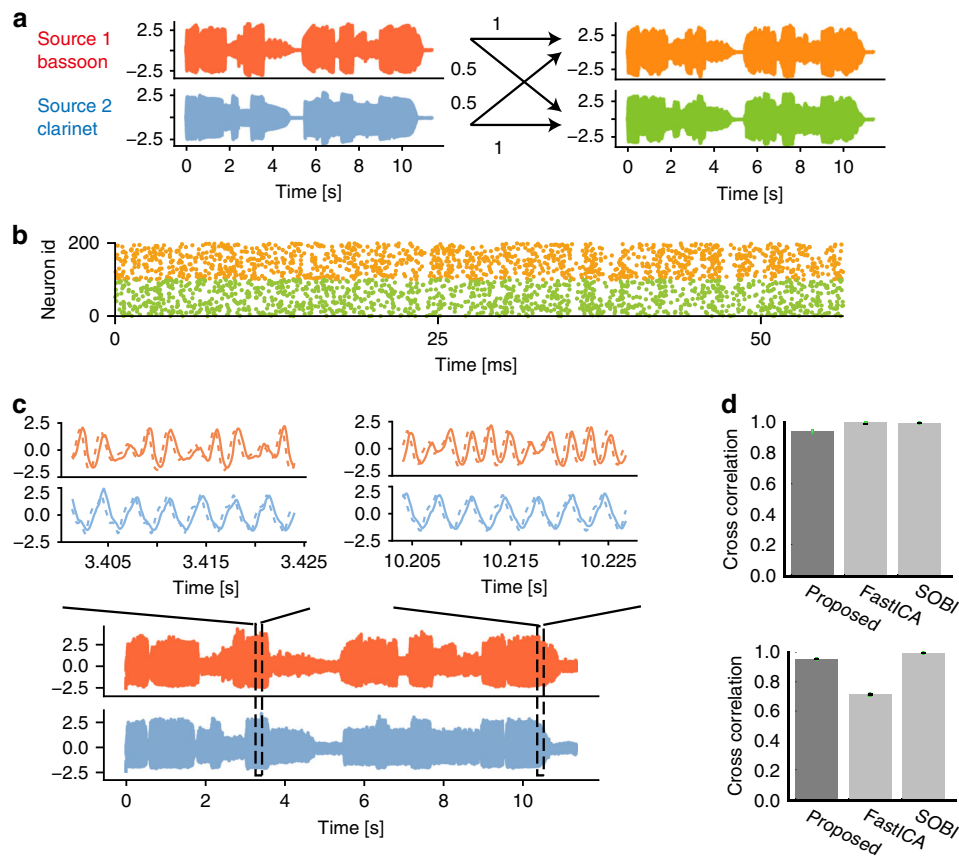 a
Source 1
bassoon
2.5
−2.5
Source 2
clarinet
2.5
−2.5
0 2 4 6 8 10
Time [s]
1
0.5
0.5
1
2.5
−2.5
2.5
−2.5
0 2 4 6 8 10
Time [s]
b
Neuron id
200
0
0 25 50
Time [ms]
c
2.5
0.0
−2.5
2.5
0.0
−2.5
3.405 3.415 3.425
Time [s]
2.5
0.0
−2.5
2.5
0.0
−2.5
10.205 10.215 10.225
Time [s]
2.5
0.0
−2.5
2.5
0.0
−2.5
0 2 4 6 8 10
Time [s]
d
Cross correlation
1.0
0.8
0.6
0.4
0.2
0.0
Proposed FastICA SOBI
Cross correlation
1.0
0.8
0.6
0.4
0.2
0.0
Proposed FastICA SOBI